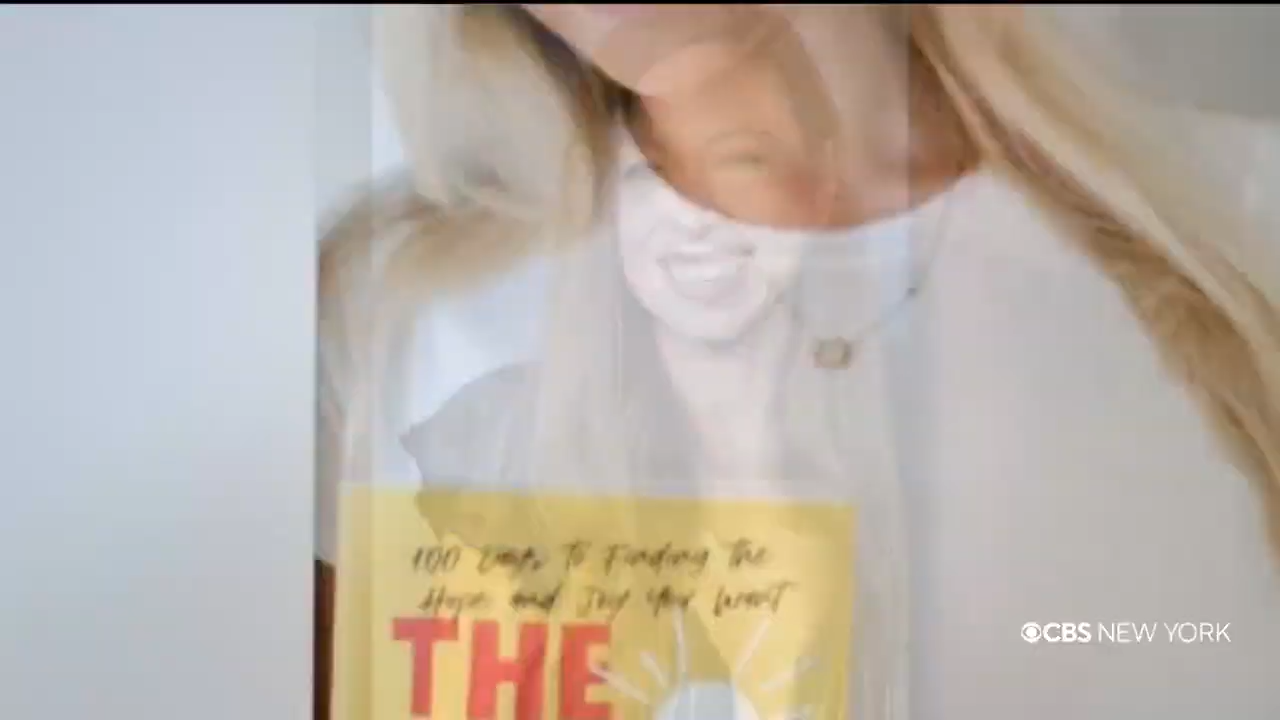 100 Days To Finding the
Hope and Joy You Want
THE
CBS NEW YORK